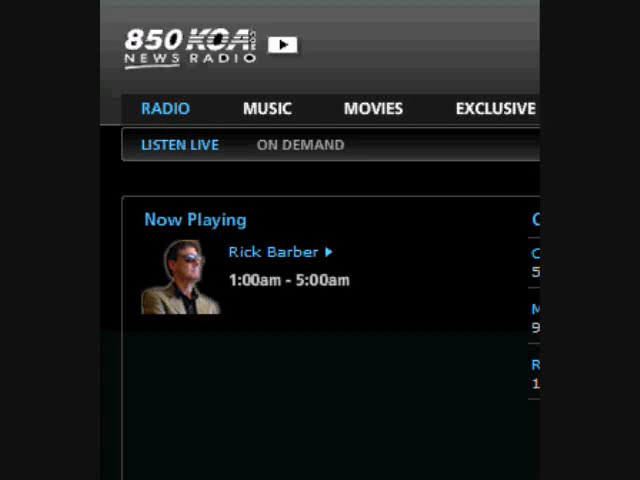 850 KOA
NEWS RADIO
RADIO MUSIC MOVIES EXCLUSIVE
LISTEN LIVE ON DEMAND
Now Playing
Rick Barber
1:00am - 5:00am